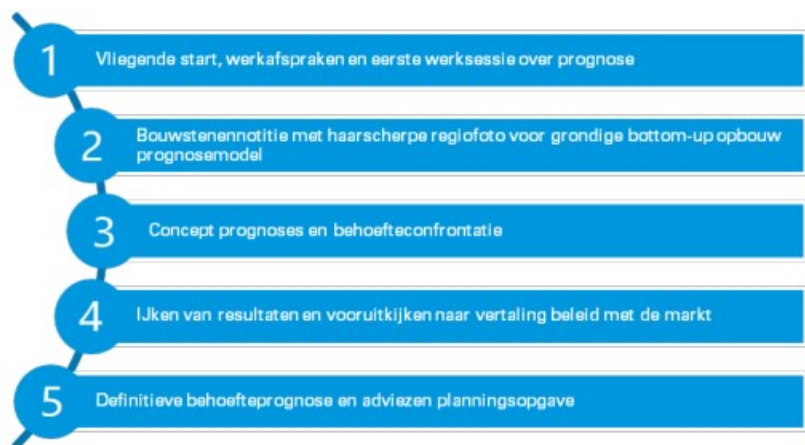 1
Vliegende start, werkafspraken en eerste werksessie over prognose
2
Bouwstenennotitie met haarscherpe regiofoto voor grondige bottom-up opbouw
prognosemodel
3
Concept prognoses en behoefteconfrontatie
4
IJken van resultaten en vooruitkijken naar vertaling beleid met de markt
5
Definitieve behoefteprognose en adviezen planningsopgave